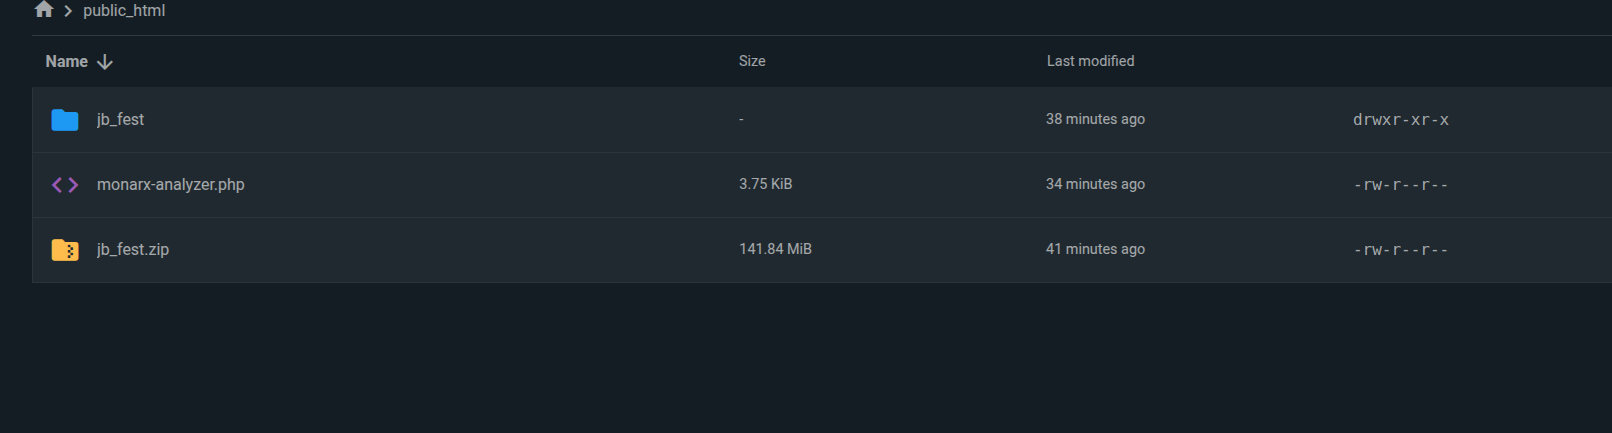 public_html
Name Size Last modified
jb_fest - 38 minutes ago drwxr-xr-x
monarx-analyzer.php 3.75 KiB 34 minutes ago -rw-r--r--
jb_fest.zip 141.84 MiB 41 minutes ago -rw-r--r--